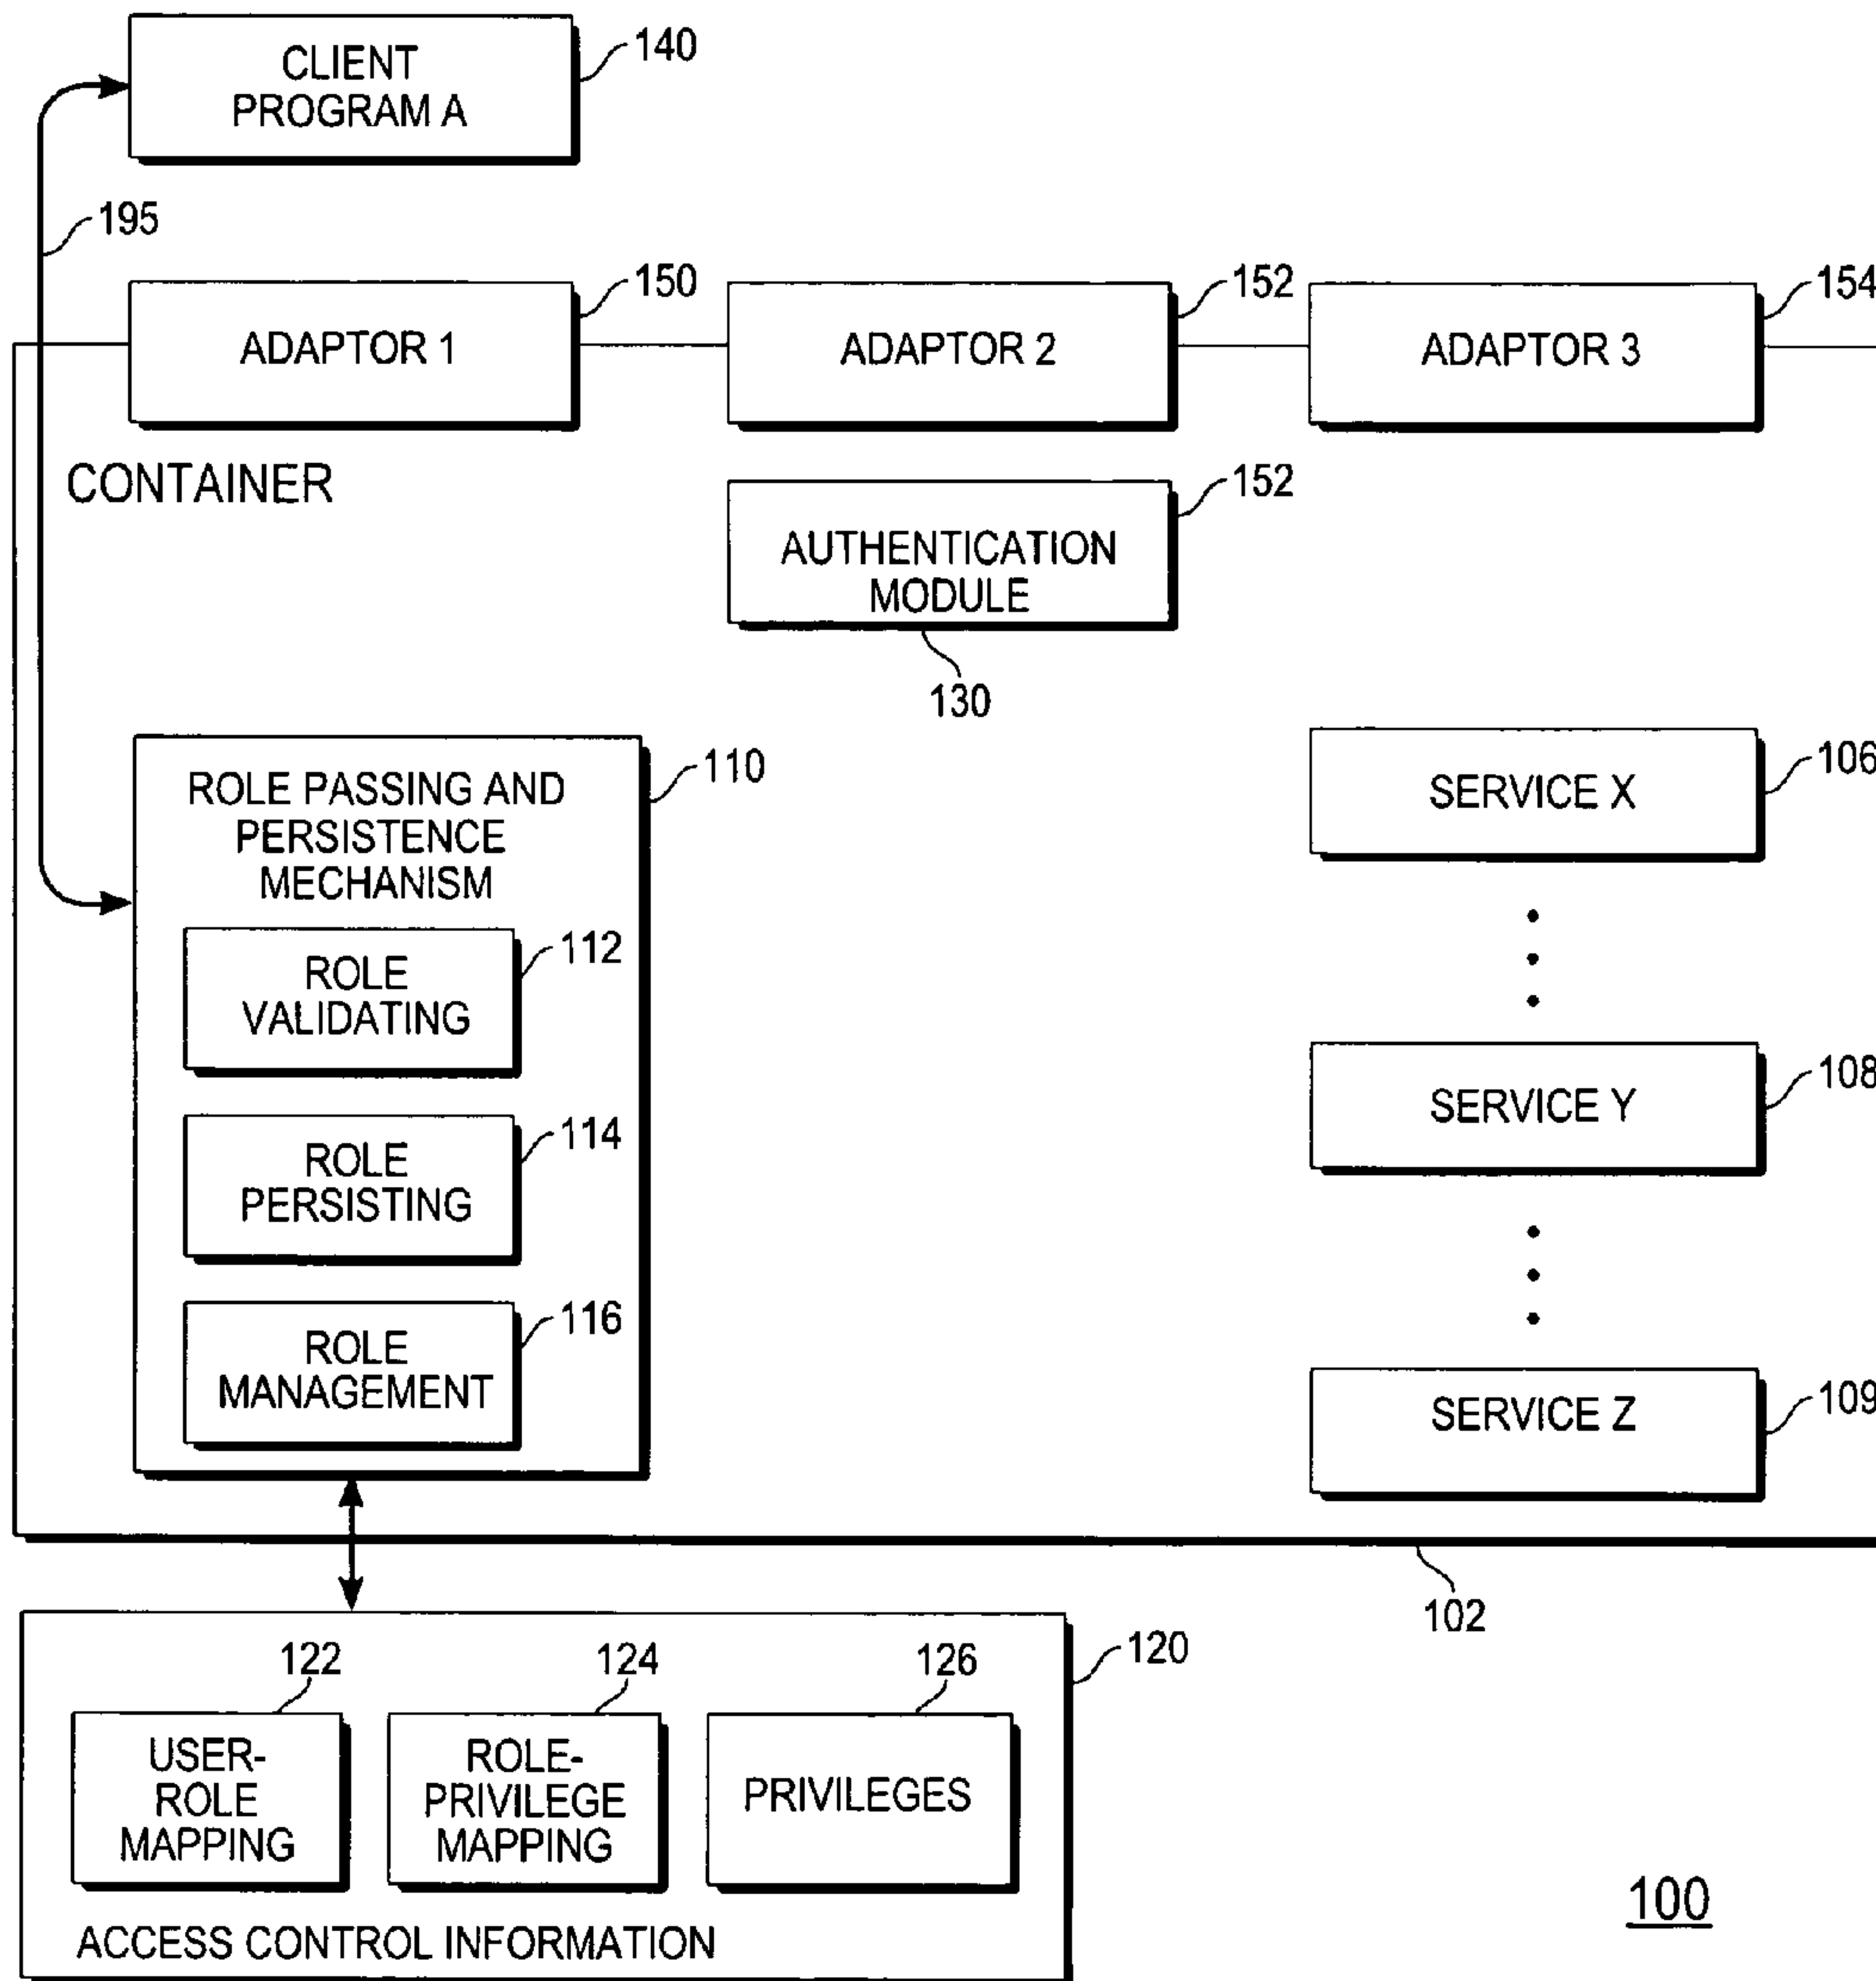 CLIENT
PROGRAM A
140
195
150
152
154
ADAPTOR 1
ADAPTOR 2
ADAPTOR 3
CONTAINER
152
AUTHENTICATION
MODULE
130
ROLE PASSING AND
PERSISTENCE
MECHANISM
110
ROLE
VALIDATING
112
ROLE
PERSISTING
114
ROLE
MANAGEMENT
116
SERVICE X
106
SERVICE Y
108
SERVICE Z
109
102
120
122
124
126
USER-
ROLE
MAPPING
ROLE-
PRIVILEGE
MAPPING
PRIVILEGES
ACCESS CONTROL INFORMATION
100